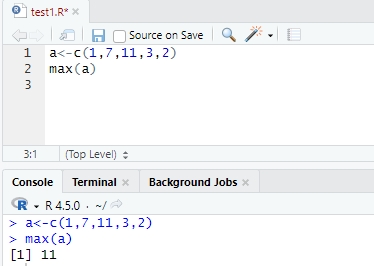 test1.R*
Source on Save
1 a<-c(1,7,11,3,2)
2 max(a)
3
3:1 (Top Level)
Console Terminal Background Jobs
R R 4.5.0 · ~/
> a<-c(1,7,11,3,2)
> max(a)
[1] 11